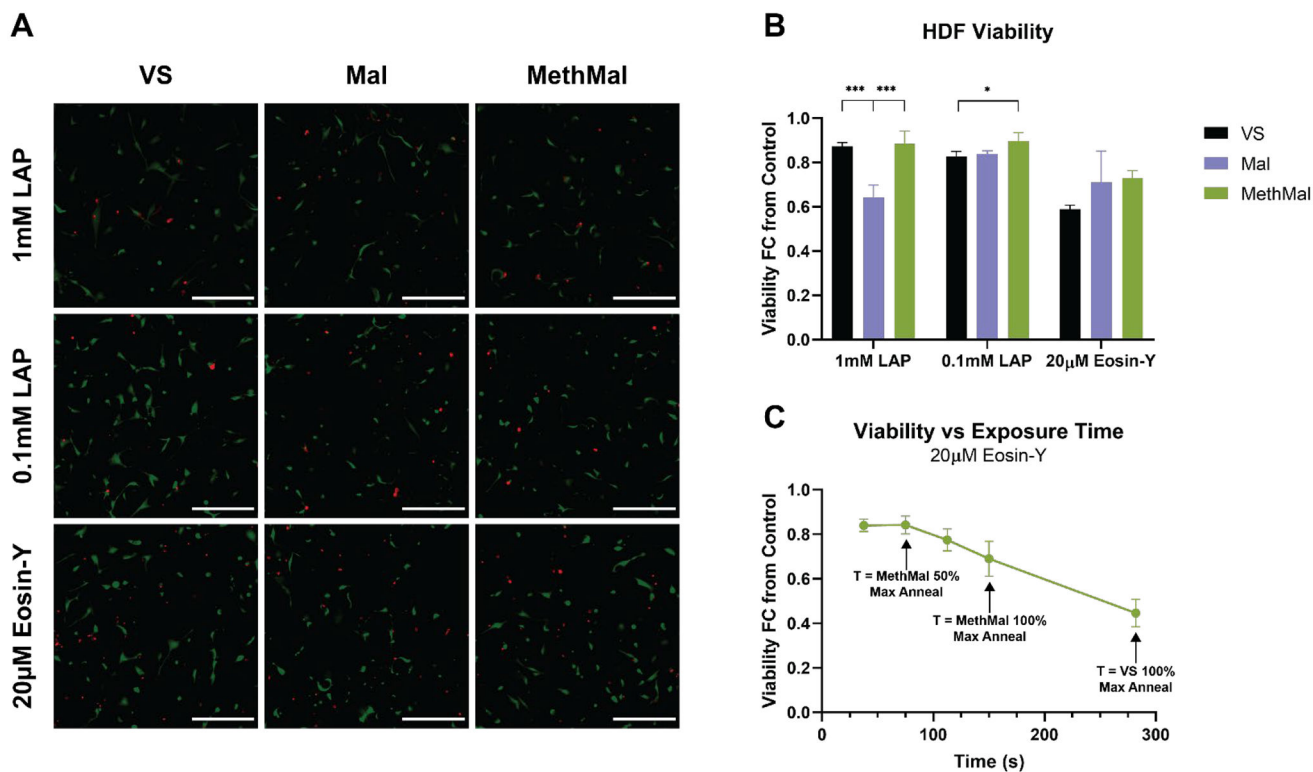 A
VS
Mal
MethMal
1mM LAP
0.1mM LAP
20µM Eosin-Y
B
HDF Viability
*** ***
*
Viability FC from Control
1.0
0.8
0.6
0.4
0.2
0.0
1mM LAP
0.1mM LAP
20µM Eosin-Y
VS
Mal
MethMal
C
Viability vs Exposure Time
20µM Eosin-Y
Viability FC from Control
1.0
0.8
0.6
0.4
0.2
0.0
T = MethMal 50%
Max Anneal
T = MethMal 100%
Max Anneal
T = VS 100%
Max Anneal
0
100
200
300
Time (s)